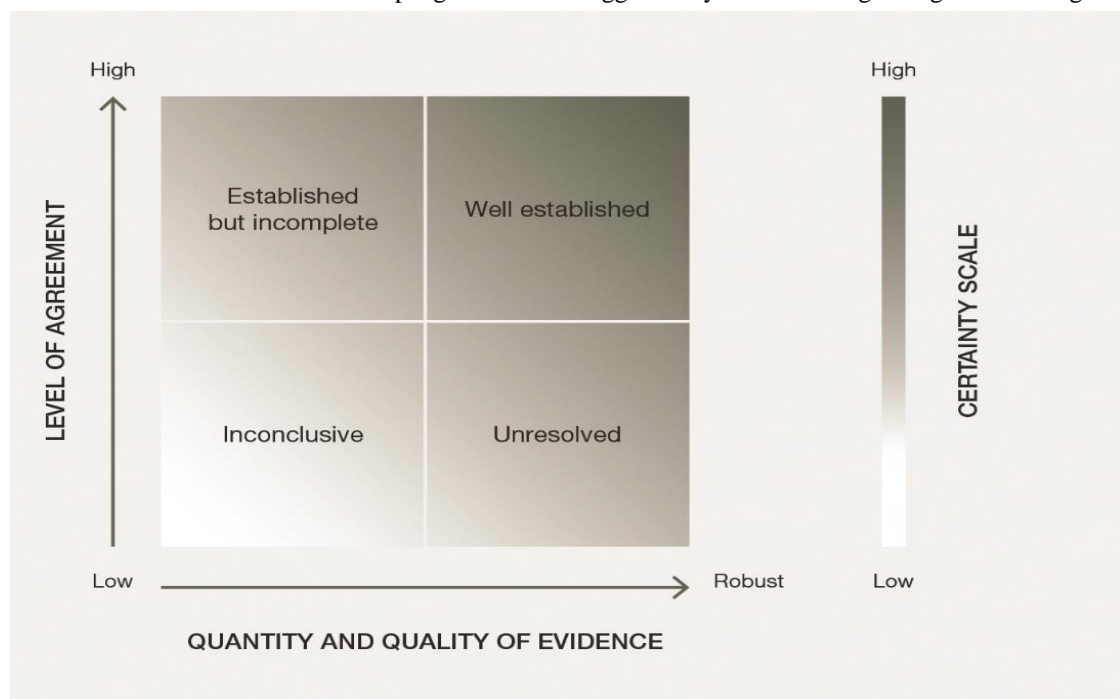 High
High
Established
but incomplete
Well established
LEVEL OF AGREEMENT
CERTAINTY SCALE
Inconclusive
Unresolved
Low
Robust
Low
QUANTITY AND QUALITY OF EVIDENCE